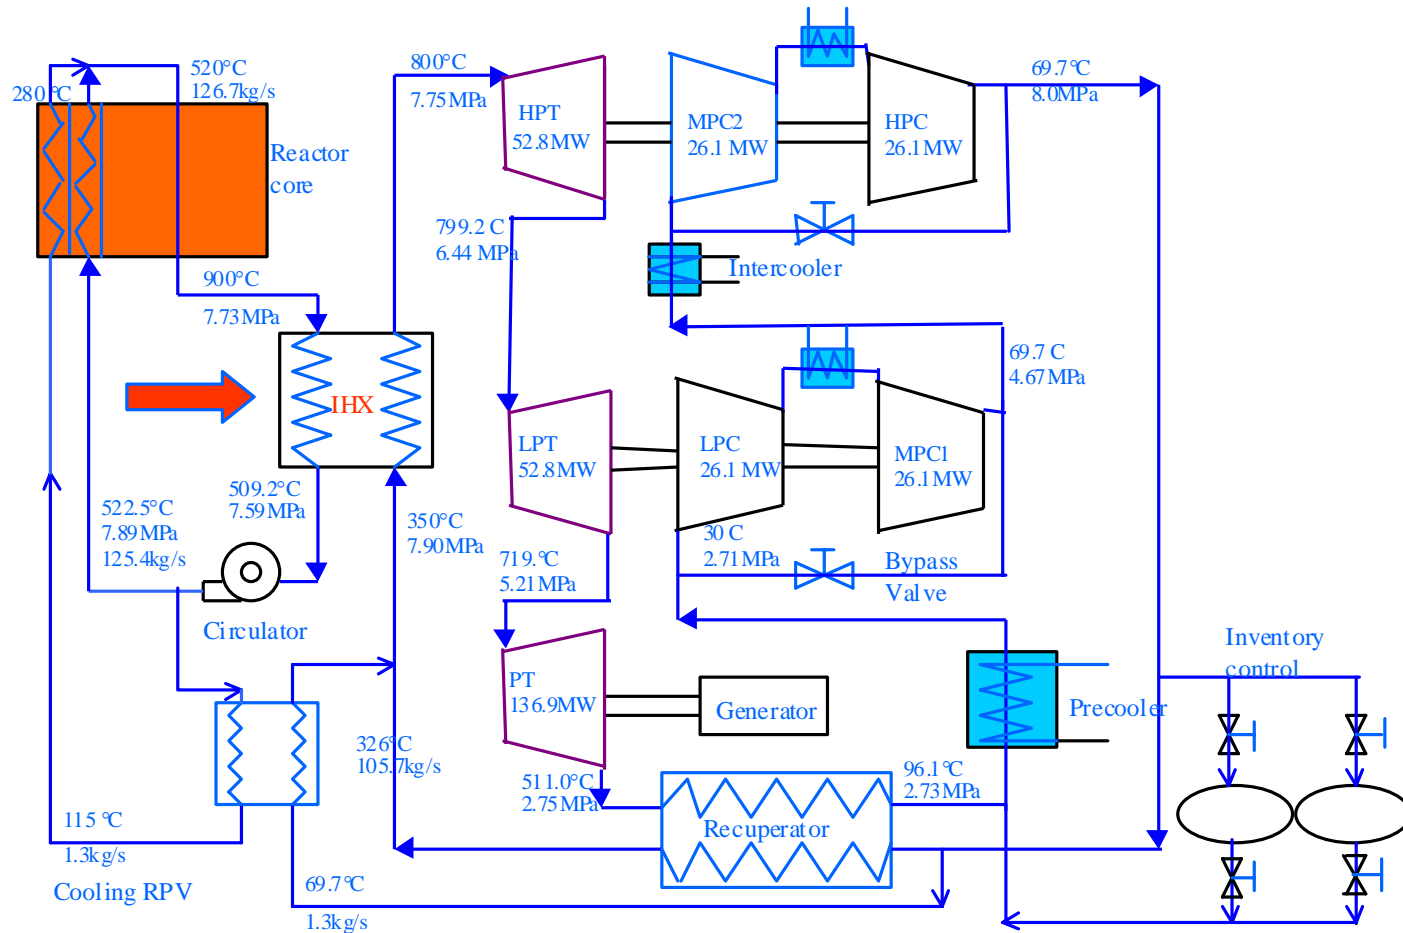 280 °C
520°C
126.7kg/s
Reactor
core
900°C
7.73MPa
IHX
509.2°C
7.59MPa
522.5°C
7.89MPa
125.4kg/s
Circulator
115 °C
1.3kg/s
Cooling RPV
69.7°C
1.3kg/s
326°C
105.7kg/s
350°C
7.90MPa
800°C
7.75MPa
HPT
52.8MW
MPC2
26.1 MW
HPC
26.1MW
69.7°C
8.0MPa
799.2 C
6.44 MPa
Intercooler
69.7 C
4.67MPa
LPT
52.8MW
LPC
26.1 MW
MPC1
26.1MW
30 C
2.71MPa
Bypass
Valve
719.°C
5.21MPa
PT
136.9MW
Generator
Precooler
Inventory
control
511.0°C
2.75MPa
Recuperator
96.1°C
2.73MPa